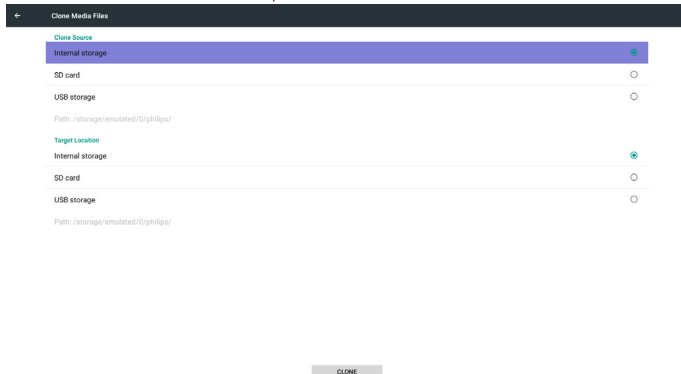 Clone Media Files
Clone Source
Internal storage
SD card
USB storage
Path: /storage/emulated/0/philips/
Target Location
Internal storage
SD card
USB storage
Path: /storage/emulated/0/philips/
CLONE